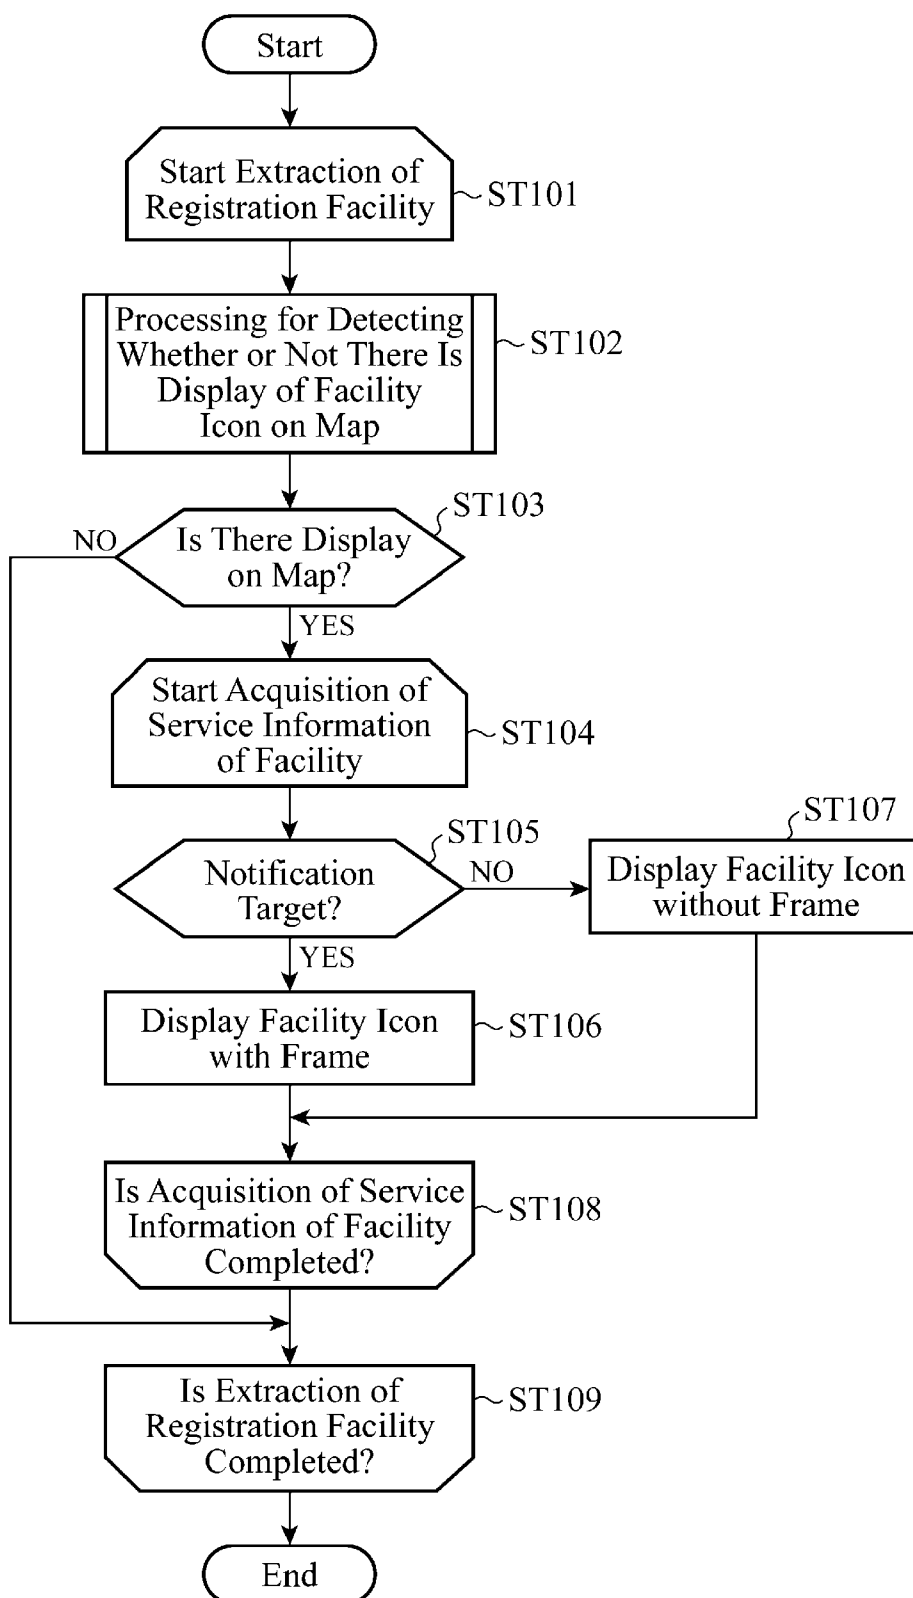 Start
Start Extraction of
Registration Facility
ST101
Processing for Detecting
Whether or Not There Is
Display of Facility
Icon on Map
ST102
ST103
NO
Is There Display
on Map?
YES
Start Acquisition of
Service Information
of Facility
ST104
ST105
Notification
Target?
NO
ST107
Display Facility Icon
without Frame
YES
Display Facility Icon
with Frame
ST106
Is Acquisition of Service
Information of Facility
Completed?
ST108
Is Extraction of
Registration Facility
Completed?
ST109
End